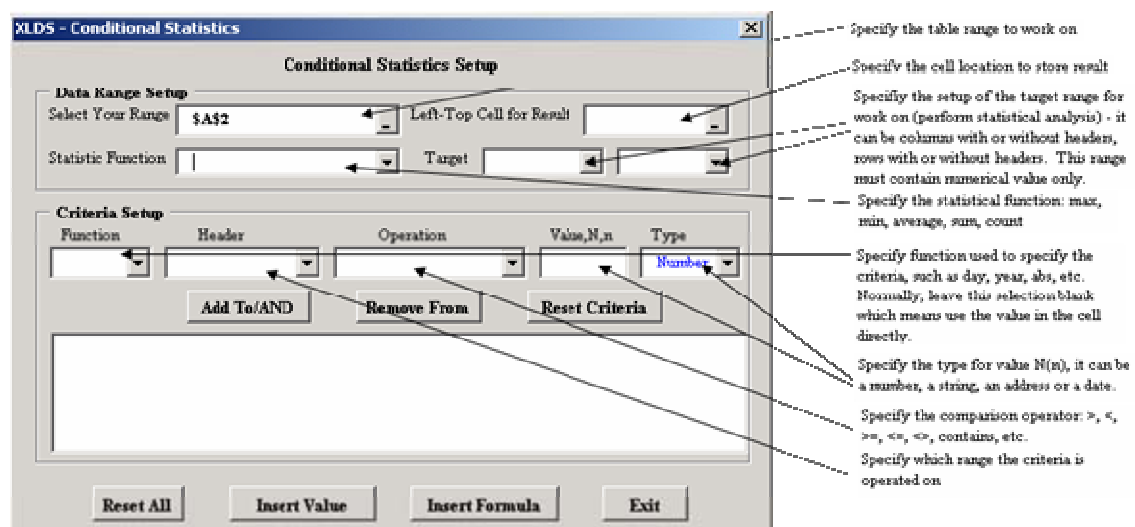 XLDS - Conditional Statistics
Conditional Statistics Setup
Data Range Setup
Select Your Range $A$2 Left-Top Cell for Result
Statistic Function Target
Criteria Setup
Function Header Operation Value,N,n Type
Number
Add To/AND Remove From Reset Criteria
Reset All Insert Value Insert Formula Exit
Specify the table range to work on
Specify the cell location to store result
Specifiy the setup of the target range for
work on (perform statistical analysis) - it
can be columns with or without headers,
rows with or without headers. This range
must contain numerical value only.
Specify the statistical function: max,
min, average, sum, count
Specify function used to specify the
criteria, such as day, year, abs, etc.
Normally, leave this selection blank
which means use the value in the cell
directly.
Specify the type for value N(n), it can be
a number, a string, an address or a date.
Specify the comparison operator: >, <,
>=, <=, <>, contains, etc.
Specify which range the criteria is
operated on